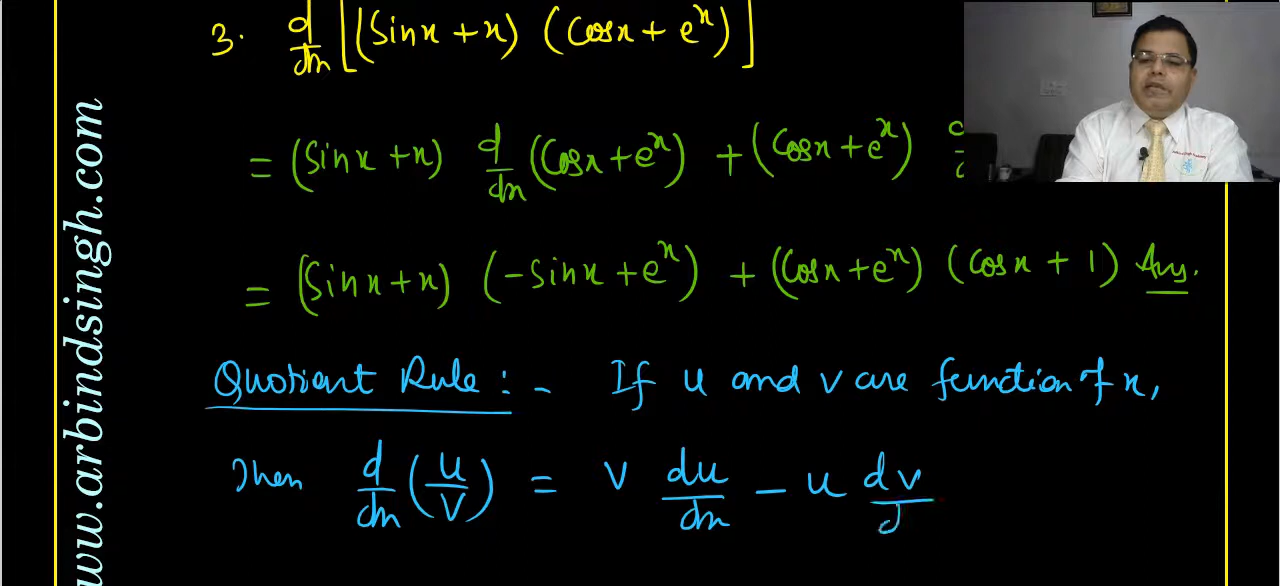 3. d/dx [(Sinx + x) (Cosx + e^x)]
= (Sinx + x) d/dx (Cosx + e^x) + (Cosx + e^x) d
= (Sinx + x) (-Sinx + e^x) + (Cosx + e^x) (Cosx + 1) Ans.
Quotient Rule :- If u and v are function of x,
Then d/dx (u/v) = v du/dx - u dv/d
ww.arbindsingh.com